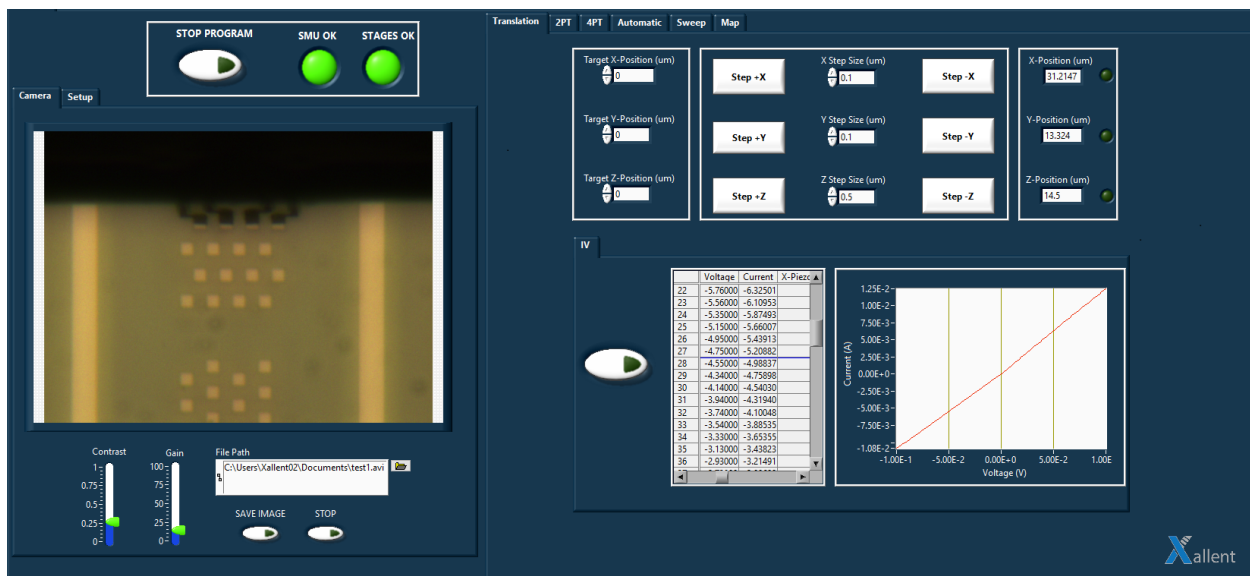 STOP PROGRAM
SMU OK
STAGES OK
Camera
Setup
Contrast
1
0.75
0.5
0.25
0
Gain
100
75
50
25
0
File Path
C:\Users\Xallent02\Documents\test1.avi
SAVE IMAGE
STOP
Translation
2PT
4PT
Automatic
Sweep
Map
Target X-Position (um)
0
Target Y-Position (um)
0
Target Z-Position (um)
0
Step +X
X Step Size (um)
0.1
Step -X
Step +Y
Y Step Size (um)
0.1
Step -Y
Step +Z
Z Step Size (um)
0.5
Step -Z
X-Position (um)
31.2147
Y-Position (um)
13.324
Z-Position (um)
14.5
IV
Voltage Current X-Piezo
22 -5.76000 -6.32501
23 -5.56000 -6.10953
24 -5.35000 -5.87493
25 -5.15000 -5.66007
26 -4.95000 -5.43913
27 -4.75000 -5.20882
28 -4.55000 -4.98837
29 -4.34000 -4.75898
30 -4.14000 -4.54030
31 -3.94000 -4.31940
32 -3.74000 -4.10048
33 -3.54000 -3.88535
34 -3.33000 -3.65355
35 -3.13000 -3.43823
36 -2.93000 -3.21491
Current (A)
1.25E-2
1.00E-2
7.50E-3
5.00E-3
2.50E-3
0.00E+0
-2.50E-3
-5.00E-3
-7.50E-3
-1.08E-2
-1.00E-1 -5.00E-2 0.00E+0 5.00E-2 1.00E
Voltage (V)
Xallent